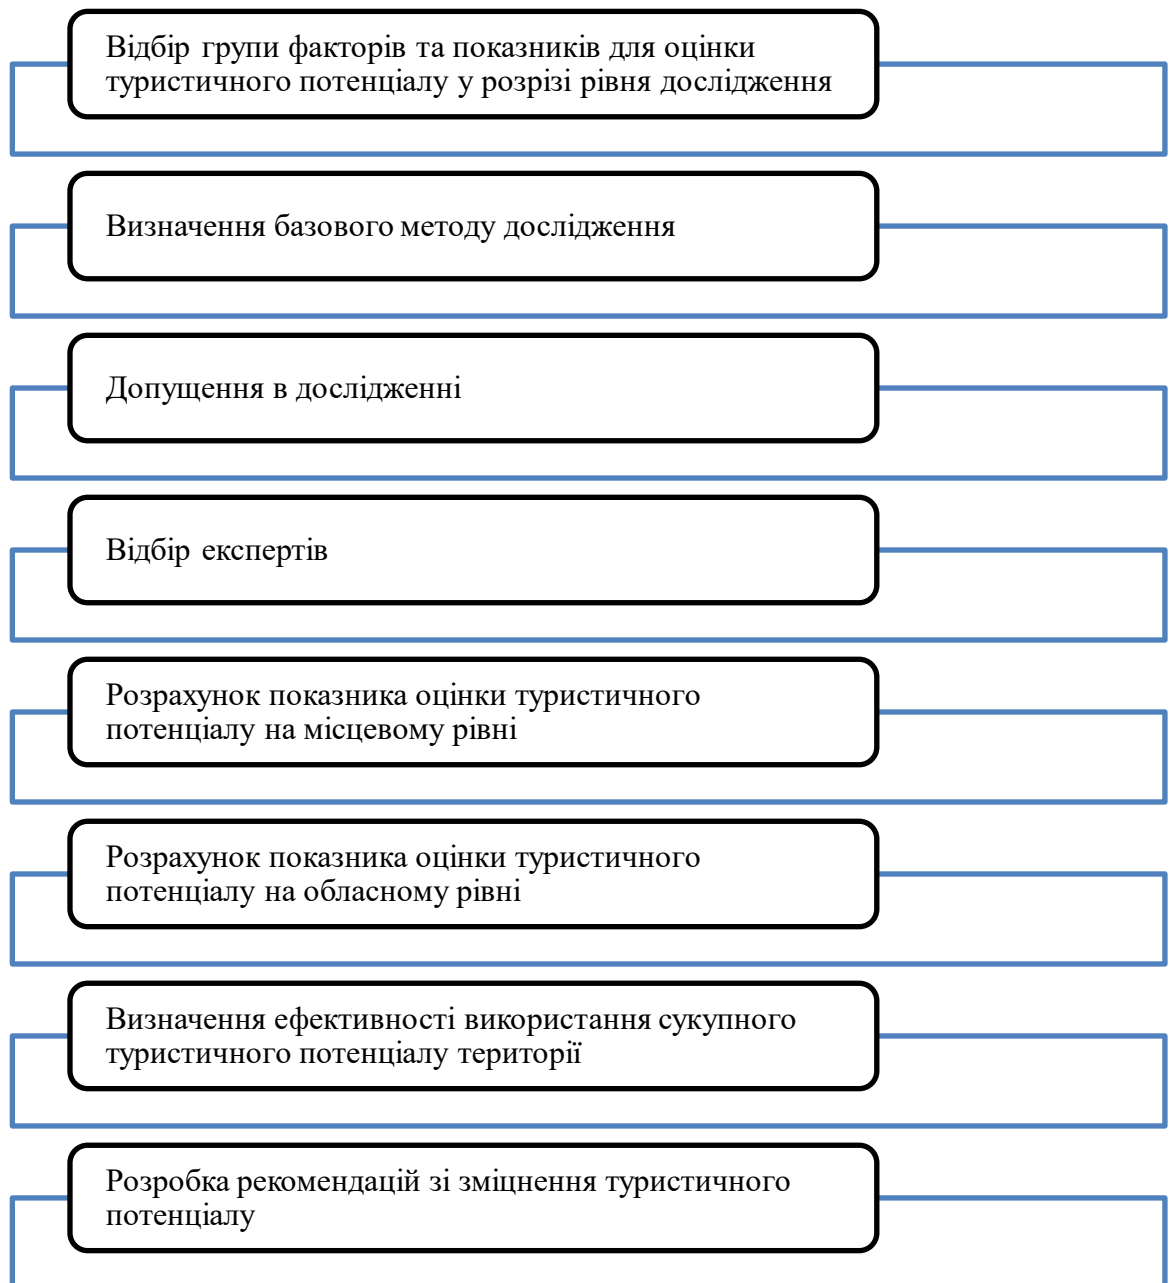 Відбір групи факторів та показників для оцінки
туристичного потенціалу у розрізі рівня дослідження
Визначення базового методу дослідження
Допущення в дослідженні
Відбір експертів
Розрахунок показника оцінки туристичного
потенціалу на місцевому рівні
Розрахунок показника оцінки туристичного
потенціалу на обласному рівні
Визначення ефективності використання сукупного
туристичного потенціалу території
Розробка рекомендацій зі зміцнення туристичного
потенціалу